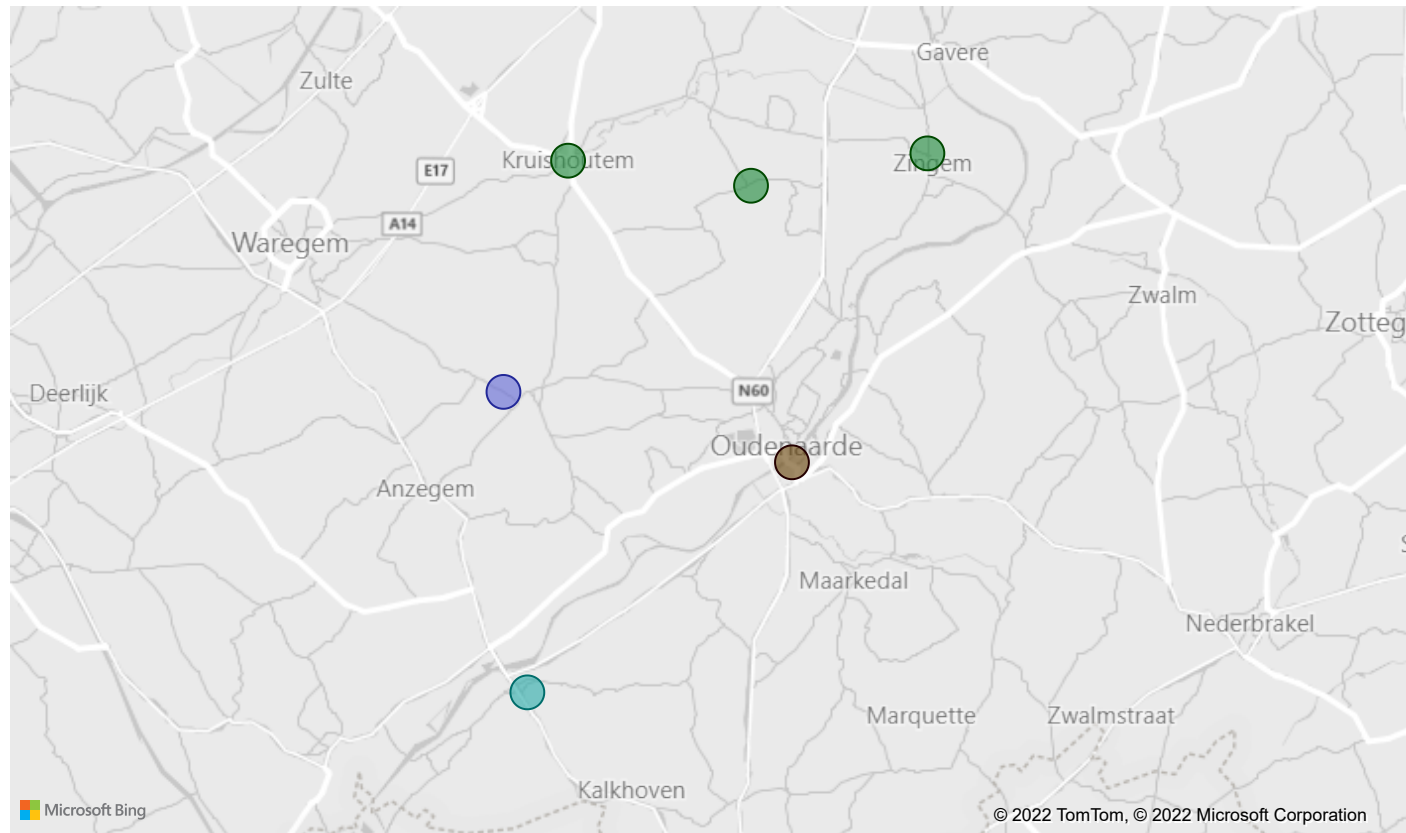 Gavere
Zulte
Kruishoutem
Zingem
E17
A14
Waregem
Zwalm
Zotteg
Deerlijk
N60
Oudenaarde
Anzegem
Maarkedal
Nederbrakel
Marquette
Zwalmstraat
Kalkhoven
Microsoft Bing
© 2022 TomTom, © 2022 Microsoft Corporation